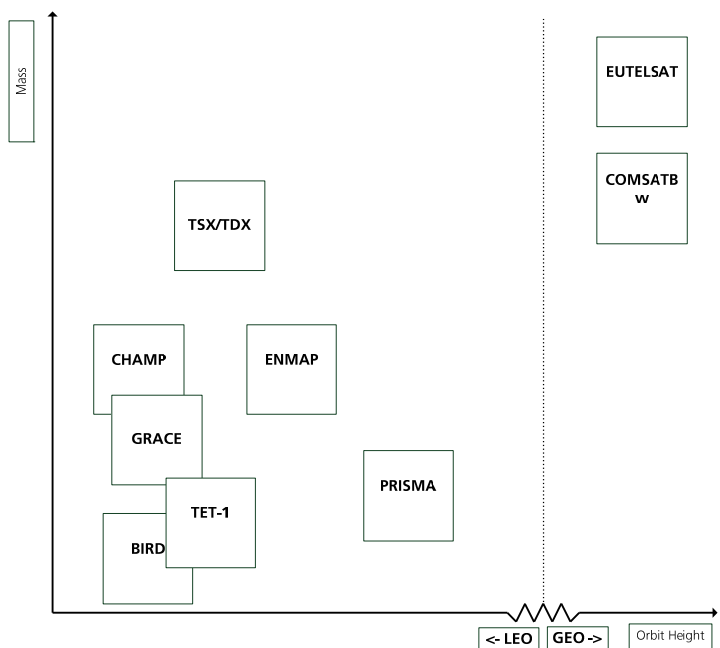 Mass
EUTELSAT
COMSATB
w
TSX/TDX
CHAMP
ENMAP
GRACE
PRISMA
TET-1
BIRD
<- LEO
GEO ->
Orbit Height